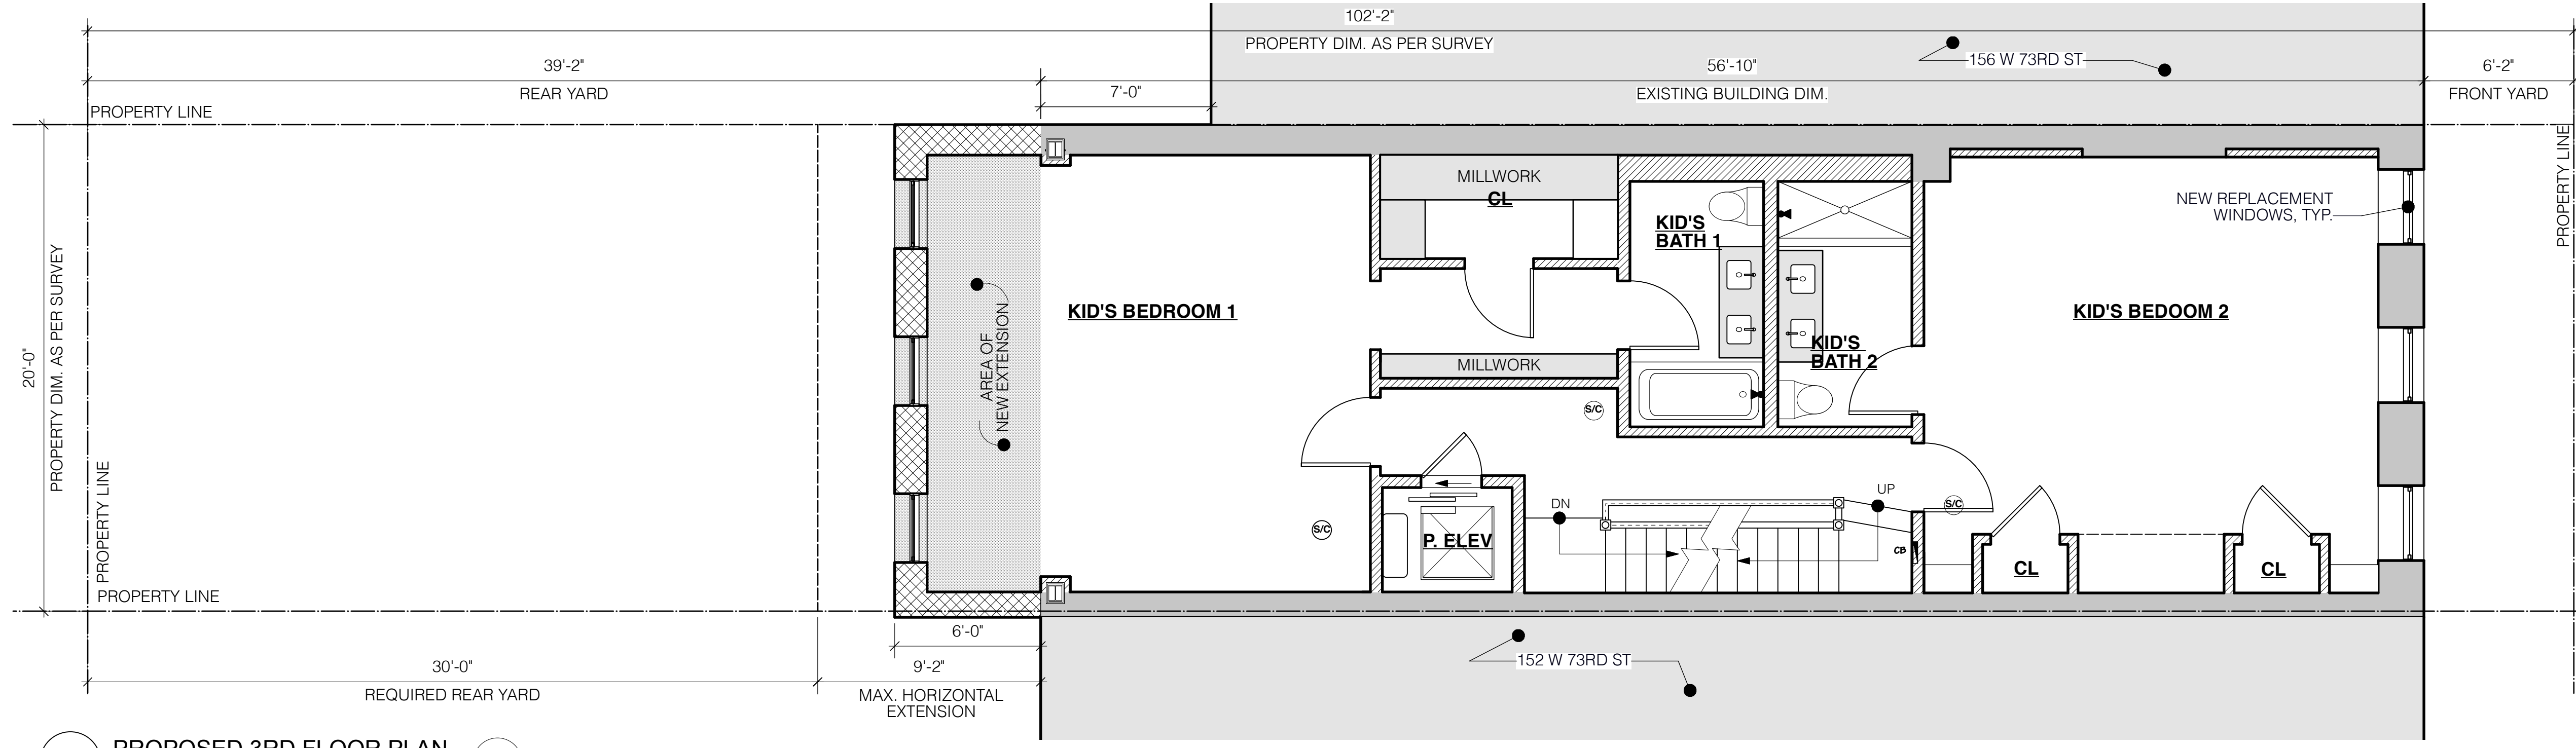 102'-2"
PROPERTY DIM. AS PER SURVEY
156 W 73RD ST
39'-2"
REAR YARD
56'-10"
EXISTING BUILDING DIM.
6'-2"
FRONT YARD
7'-0"
PROPERTY LINE
PROPERTY LINE
MILLWORK
CL
KID'S
BATH 1
NEW REPLACEMENT
WINDOWS, TYP.
20'-0"
PROPERTY DIM. AS PER SURVEY
AREA OF
NEW EXTENSION
KID'S BEDROOM 1
KID'S
BATH 2
KID'S BEDOOM 2
MILLWORK
S/C
PROPERTY LINE
DN
UP
S/C
S/C
P. ELEV
CB
CL
CL
PROPERTY LINE
6'-0"
30'-0"
REQUIRED REAR YARD
9'-2"
MAX. HORIZONTAL
EXTENSION
152 W 73RD ST
PROPOSED 3RD FLOOR PLAN